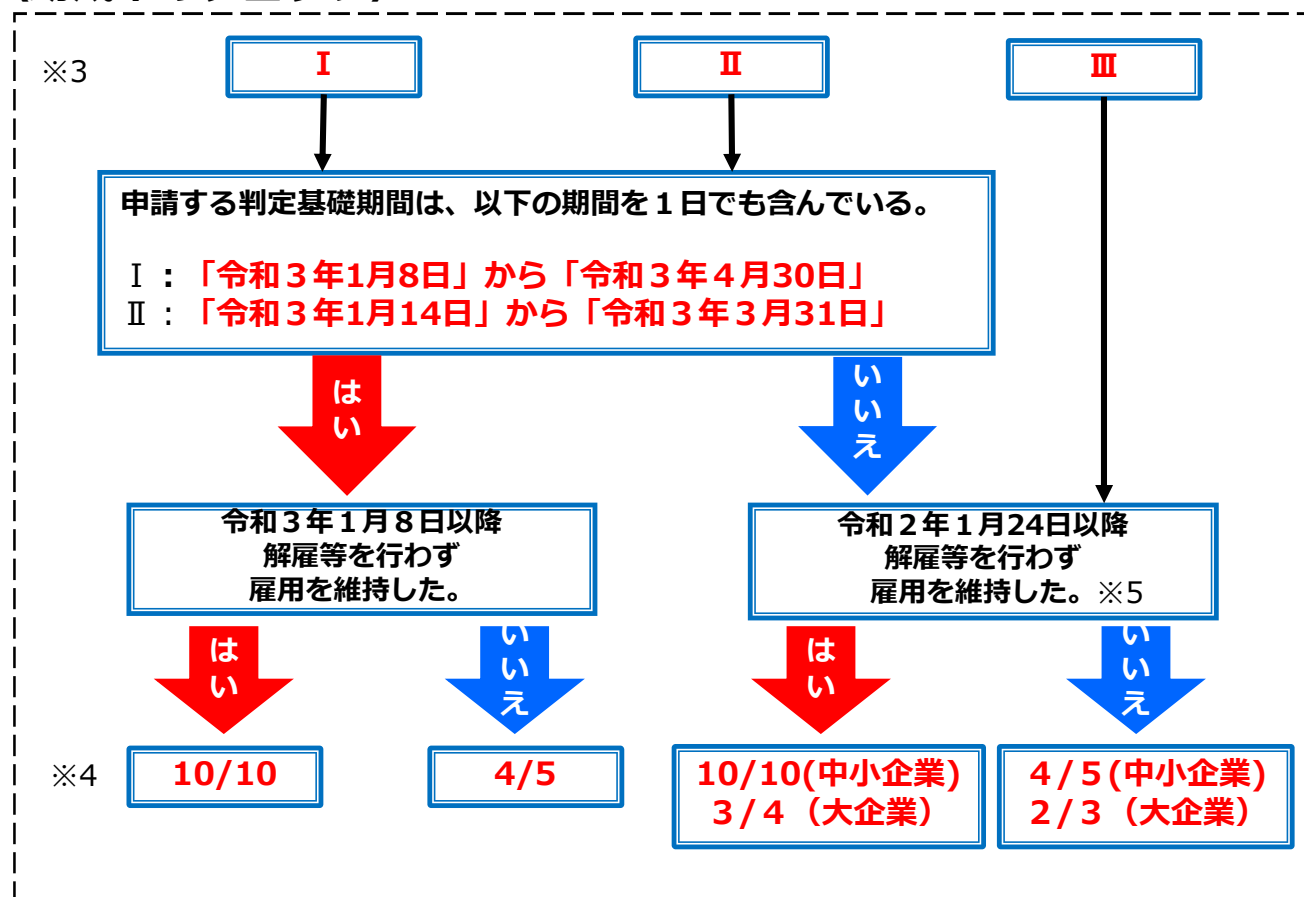 ※3
Ⅰ
Ⅱ
Ⅲ
申請する判定基礎期間は、以下の期間を１日でも含んでいる。
Ⅰ：「令和３年1月8日」から「令和３年４月30日」
Ⅱ：「令和３年1月14日」から「令和３年３月31日」
はい
いいえ
令和３年１月８日以降
解雇等を行わず
雇用を維持した。
令和２年１月24日以降
解雇等を行わず
雇用を維持した。※5
はい
いいえ
はい
いいえ
※4
10/10
4/5
10/10(中小企業)
３/４（大企業）
４/５(中小企業)
２/３（大企業）